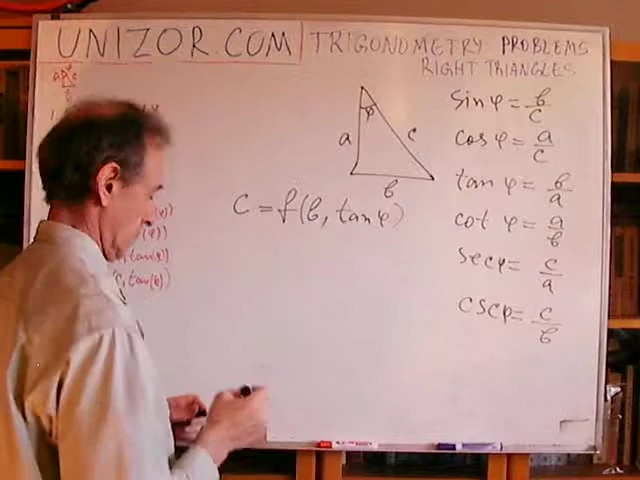 UNIZOR.COM
TRIGONOMETRY PROBLEMS
RIGHT TRIANGLES
φ
a
c
b
C = f(b, tan φ)
sin φ = b/c
cos φ = a/c
tan φ = b/a
cot φ = a/b
sec φ = c/a
csc φ = c/b